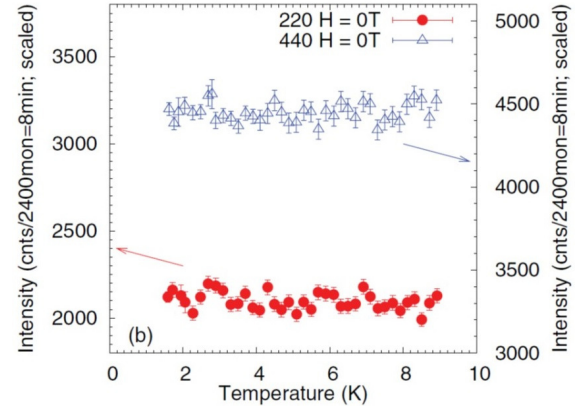 220 H = 0T
440 H = 0T
Intensity (cnts/2400mon=8min; scaled)
3500
3000
2500
2000
5000
4500
4000
3500
3000
Intensity (cnts/2400mon=8min; scaled)
(b)
0 2 4 6 8 10
Temperature (K)